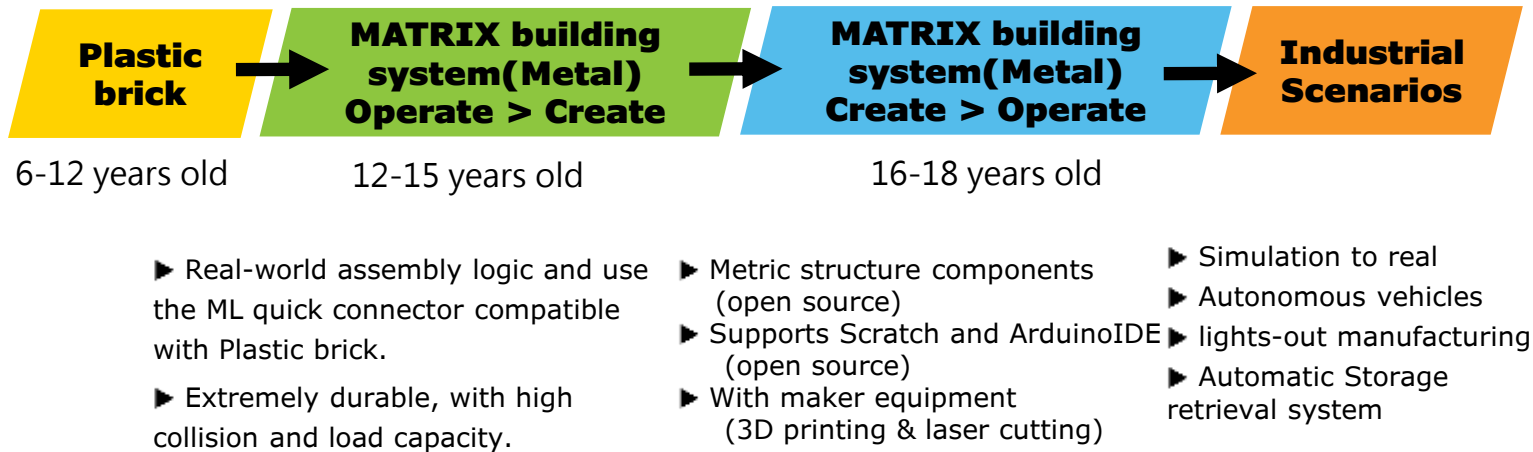 Plastic
brick
MATRIX building
system(Metal)
Operate > Create
MATRIX building
system(Metal)
Create > Operate
Industrial
Scenarios
6-12 years old
12-15 years old
16-18 years old
▶ Real-world assembly logic and use
the ML quick connector compatible
with Plastic brick.
▶ Extremely durable, with high
collision and load capacity.
▶ Metric structure components
(open source)
▶ Supports Scratch and ArduinoIDE
(open source)
▶ With maker equipment
(3D printing & laser cutting)
▶ Simulation to real
▶ Autonomous vehicles
▶ lights-out manufacturing
▶ Automatic Storage
retrieval system